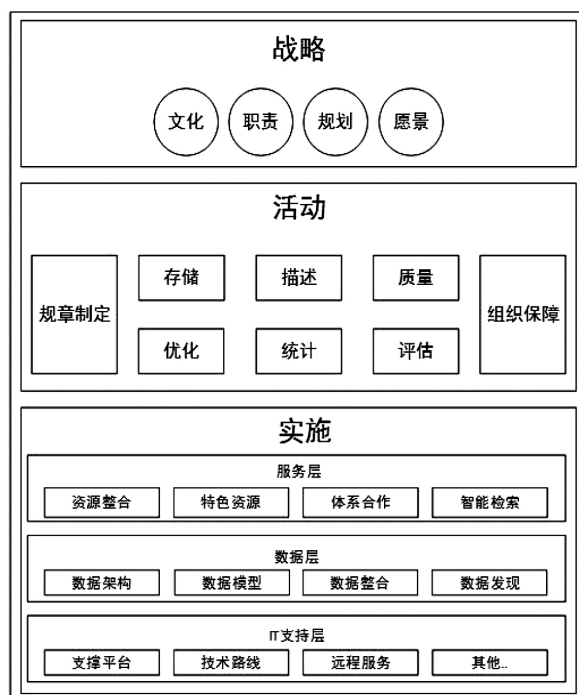 战略
文化 职责 规划 愿景
活动
存储 描述 质量
规章制定 组织保障
优化 统计 评估
实施
服务层
资源整合 特色资源 体系合作 智能检索
数据层
数据架构 数据模型 数据整合 数据发现
IT支持层
支撑平台 技术路线 远程服务 其他..